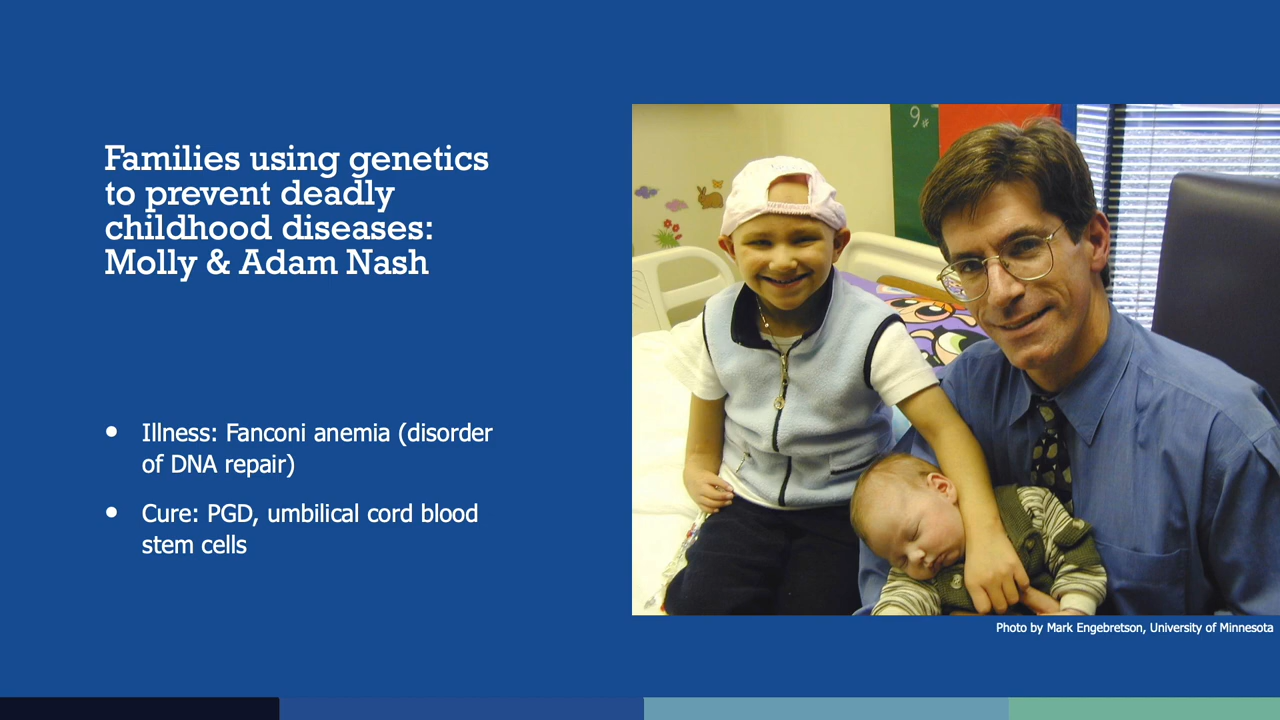 Families using genetics
to prevent deadly
childhood diseases:
Molly & Adam Nash
• Illness: Fanconi anemia (disorder
of DNA repair)
• Cure: PGD, umbilical cord blood
stem cells
9
Photo by Mark Engebretson, University of Minnesota